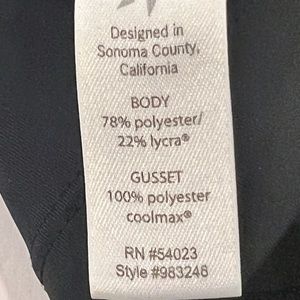 Designed in
Sonoma County,
California
BODY
78% polyester/
22% lycra®
GUSSET
100% polyester
coolmax®
RN #54023
Style #983248